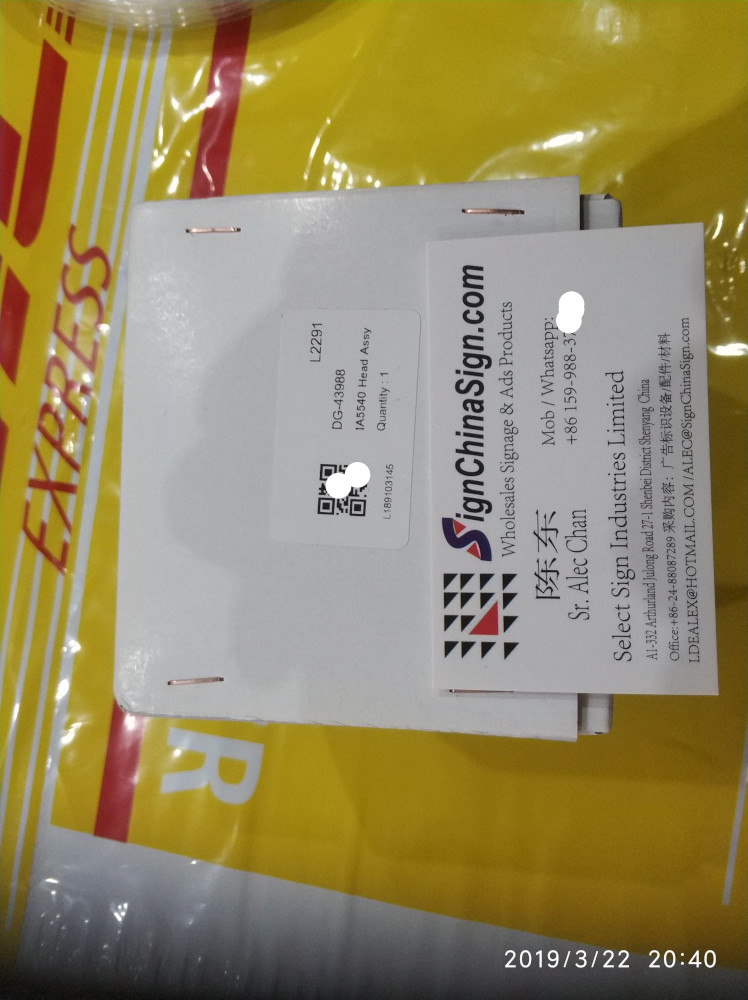 EXPRESS
R
L2291
DG-43988
IA5540 Head Assy
Quantity : 1
L189103145
SignChinaSign.com
Wholesales Signage & Ads Products
陈东
Sr. Alec Chan
Mob / Whatsapp:
+86 159-988-37
Select Sign Industries Limited
A1-332 Arthurland Julong Road 27-1 Shenbei District Shenyang China
Office:+86-24-88087289 采购内容: 广告标识设备/配件/材料
LDEALEX@HOTMAIL.COM /ALEC@SignChinaSign.com
2019/3/22 20:40